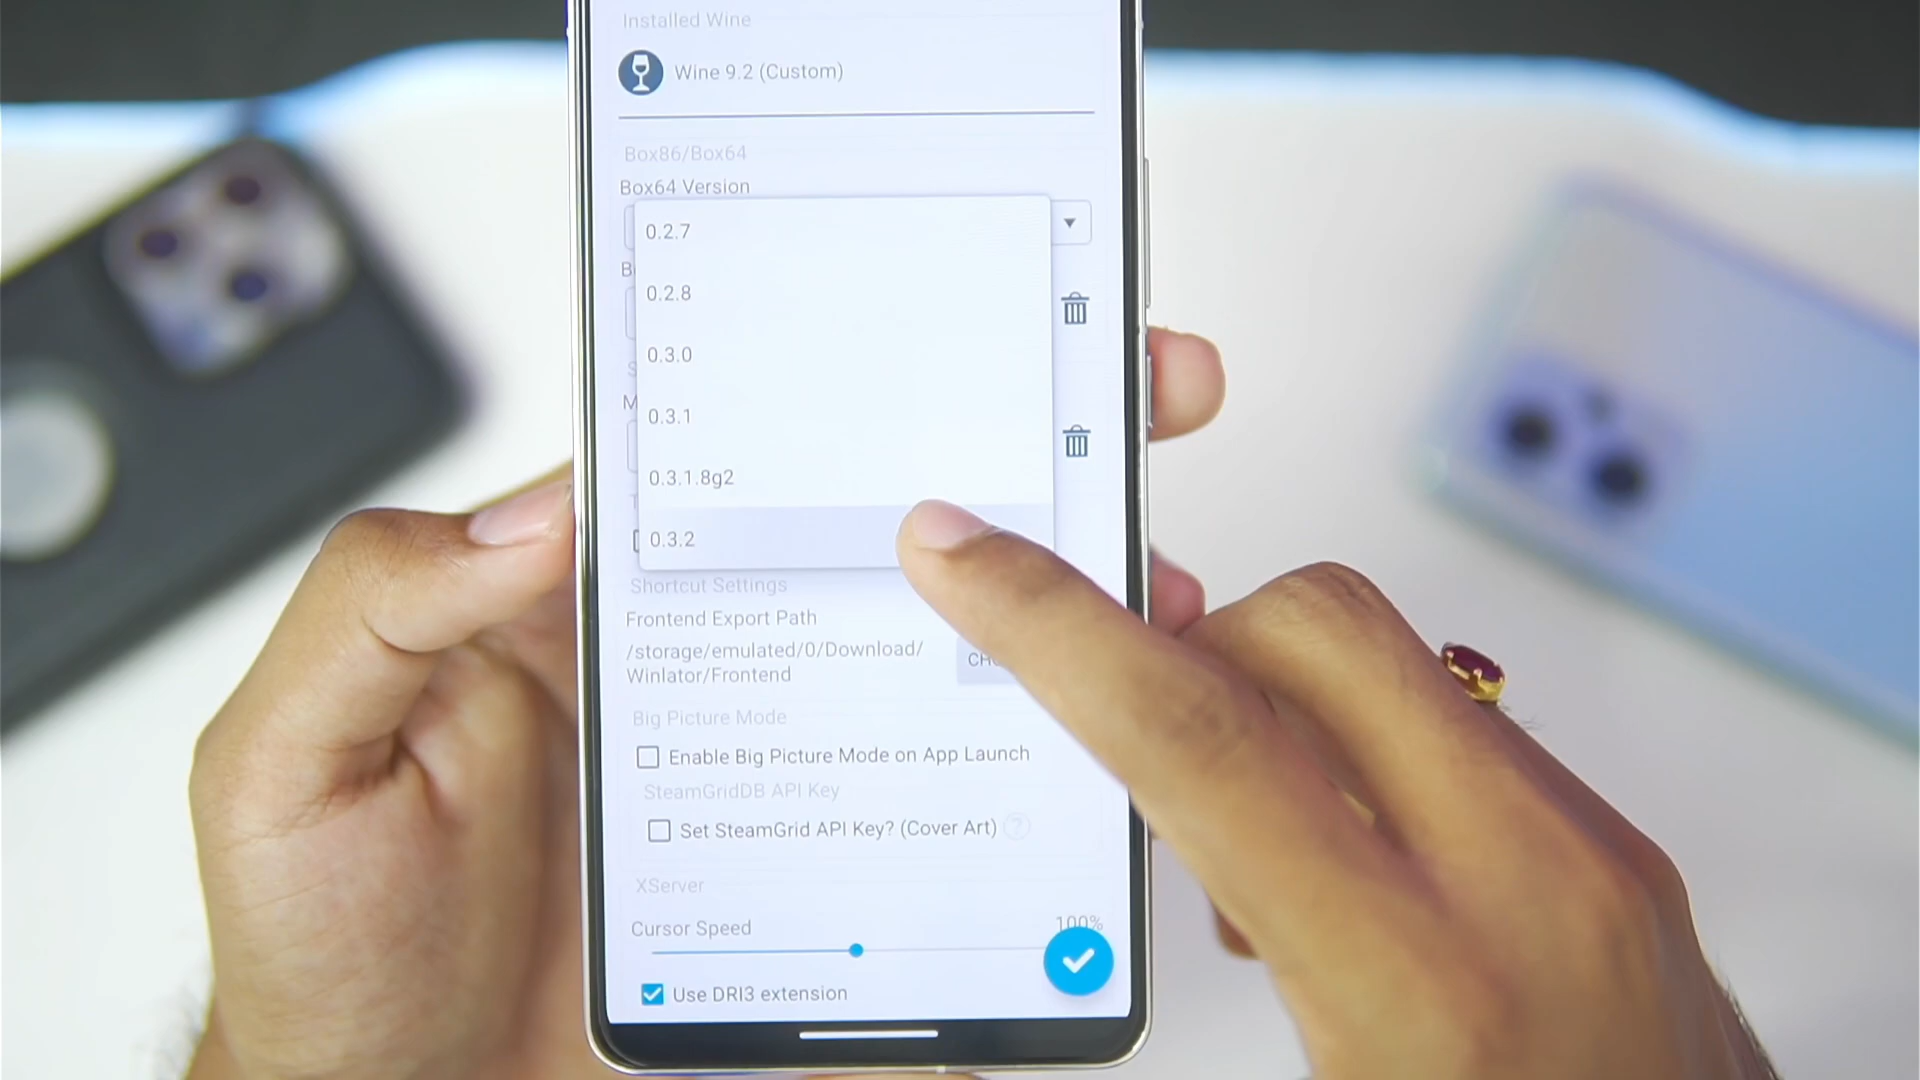 Installed Wine
Wine 9.2 (Custom)
Box86/Box64
Box64 Version
0.2.7
0.2.8
0.3.0
0.3.1
0.3.1.8g2
0.3.2
Shortcut Settings
Frontend Export Path
/storage/emulated/0/Download/
Winlator/Frontend
Big Picture Mode
Enable Big Picture Mode on App Launch
SteamGridDB API Key
Set SteamGrid API Key? (Cover Art) ?
XServer
Cursor Speed
100%
Use DRI3 extension